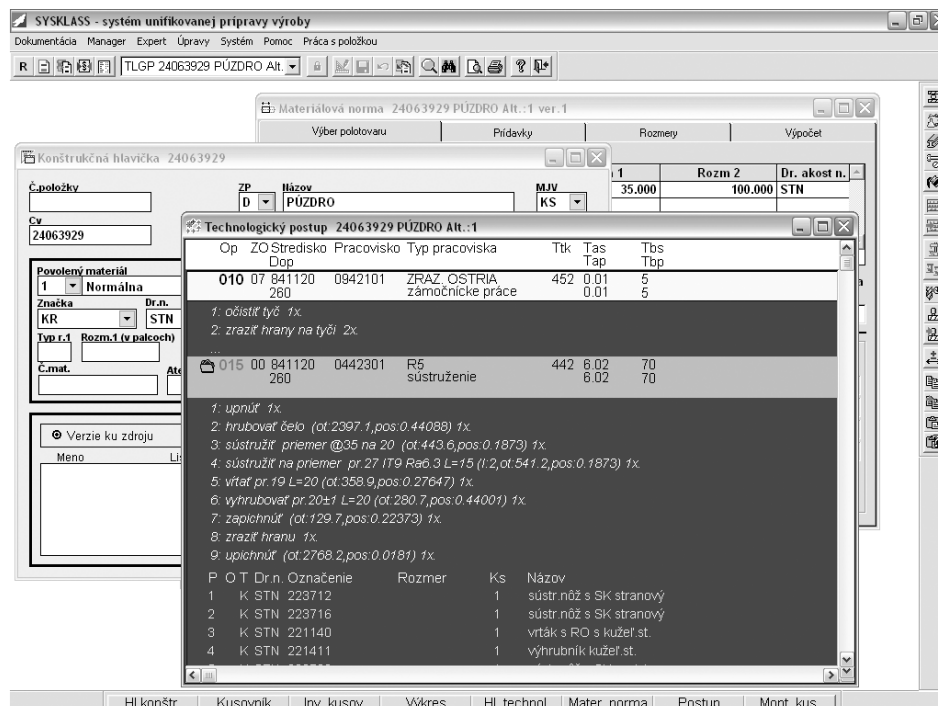 SYSKLASS - systém unifikovanej prípravy výroby
Dokumentácia Manager Expert Úpravy Systém Pomoc Práca s položkou
R TLGP 24063929 PÚZDRO Alt.
Materiálová norma 24063929 PÚZDRO Alt.:1 ver.1
Výber polotovaru Prídavky Rozmery Výpočet
1 Rozm 2 Dr. akost n.
35.000 100.000 STN
Konštrukčná hlavička 24063929
Č.položky ZP Názov MJV
D PÚZDRO KS
Cv
24063929
Povolený materiál
1 Normálna
Značka Dr.n.
KR STN
Typ r.1 Rozm.1 (v palcoch)
Č.mat. Ate
Verzie ku zdroju
Meno Lis
Technologický postup 24063929 PÚZDRO Alt.:1
Op ZO Stredisko Pracovisko Typ pracoviska Ttk Tas Tbs
Dop Tap Tbp
010 07 841120 0942101 ZRAZ. OSTRIA 452 0.01 5
260 zámočnícke práce 0.01 5
1: očistiť tyč 1x.
2: zraziť hrany na tyči 2x.
...
015 00 841120 0442301 R5 442 6.02 70
260 sústruženie 6.02 70
1: upnúť 1x.
2: hrubovať čelo (ot:2397.1,pos:0.44088) 1x.
3: sústružiť priemer @35 na 20 (ot:443.6,pos:0.1873) 1x.
4: sústružiť na priemer pr.27 IT9 Ra6.3 L=15 (l:2,ot:541.2,pos:0.1873) 1x.
5: vŕtať pr.19 L=20 (ot:358.9,pos:0.27647) 1x.
6: vyhrubovať pr.20±1 L=20 (ot:280.7,pos:0.44001) 1x.
7: zapichnúť (ot:129.7,pos:0.22373) 1x.
8: zraziť hranu 1x.
9: upichnúť (ot:2768.2,pos:0.0181) 1x.
P O T Dr.n. Označenie Rozmer Ks Názov
1 K STN 223712 1 sústr.nôž s SK stranový
2 K STN 223716 1 sústr.nôž s SK stranový
3 K STN 221140 1 vrták s RO s kužeľ.st.
4 K STN 221411 1 výhrubník kužeľ.st.
Hl.konštr. Kusovník Inv. kusov. Výkres Hl. technol. Mater. norma Postup Mont. kus.